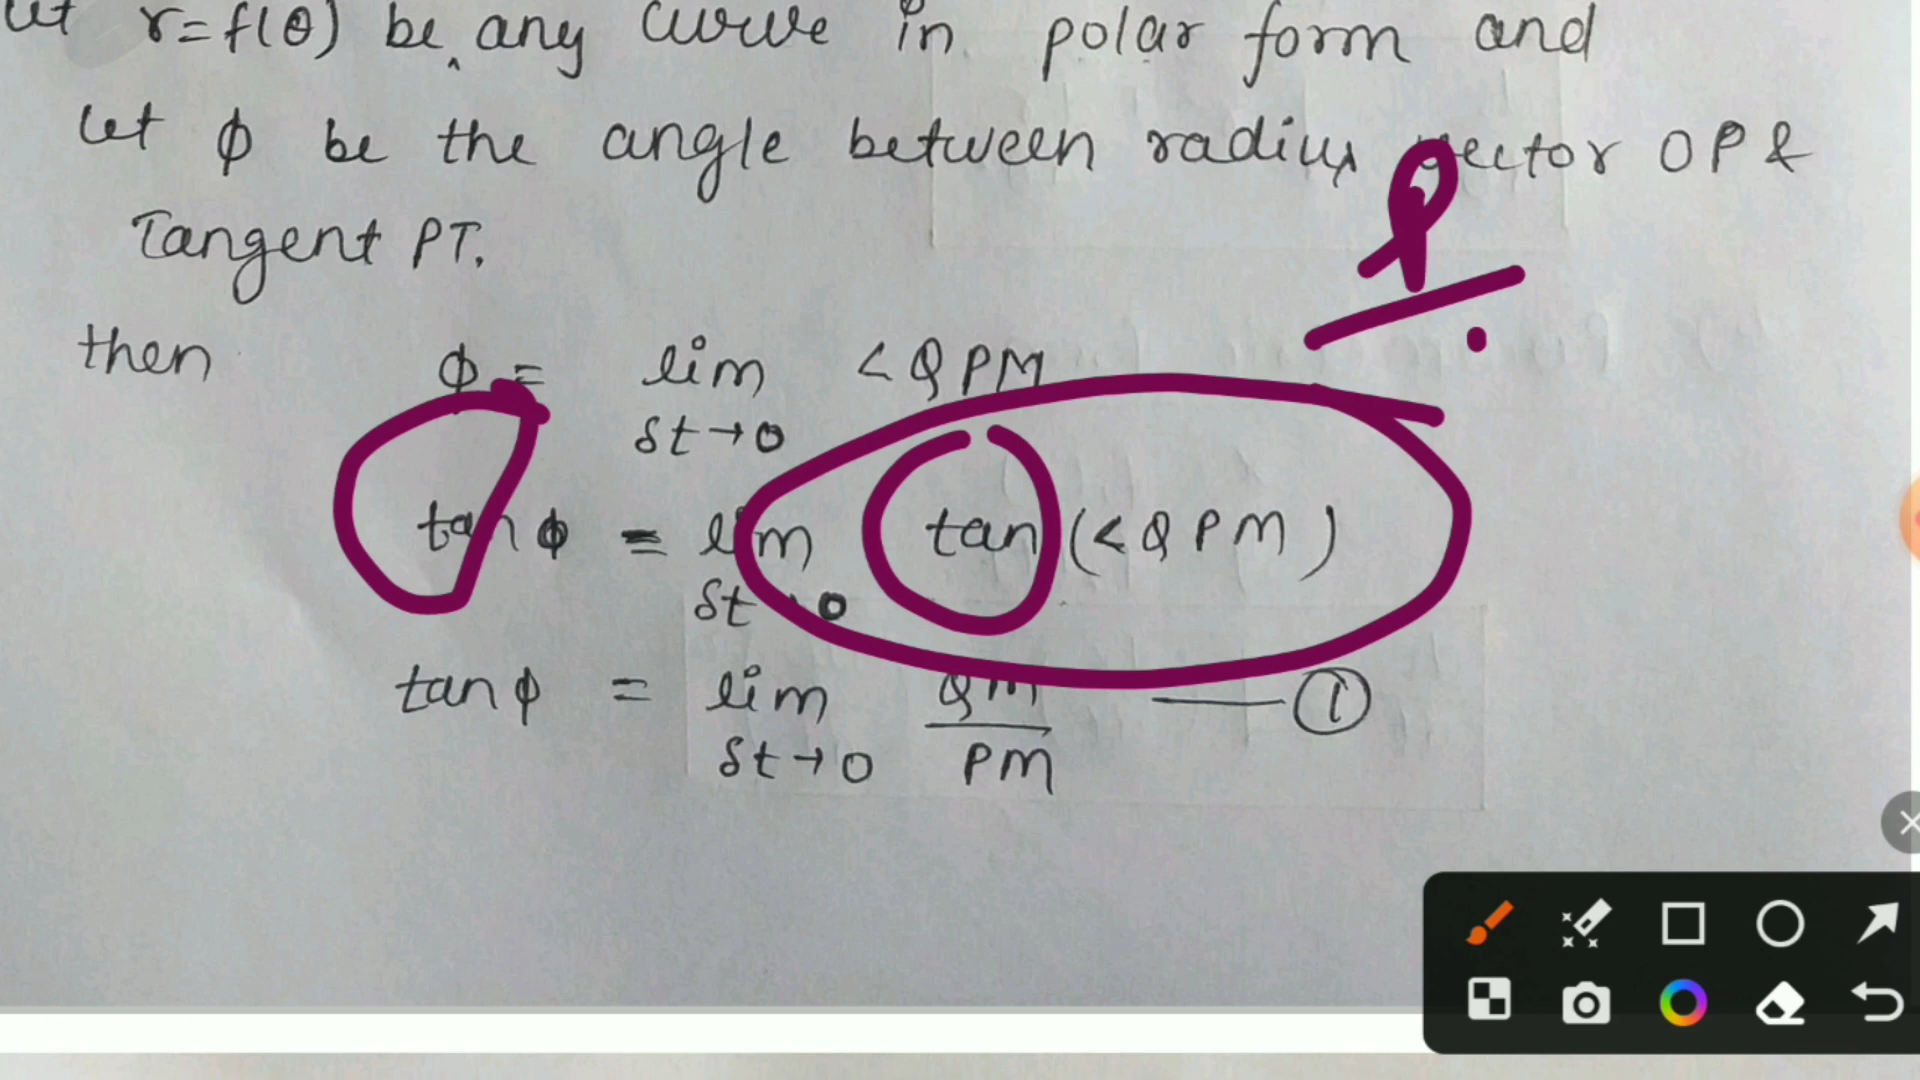 Let r=f(θ) be any curve in polar form and
Let ϕ be the angle between radius vector OP &
Tangent PT.
then ϕ = lim <QPM
δt→0
tan ϕ = lim tan (<QPM)
δt→0
tan ϕ = lim QM/PM —— ①
δt→0